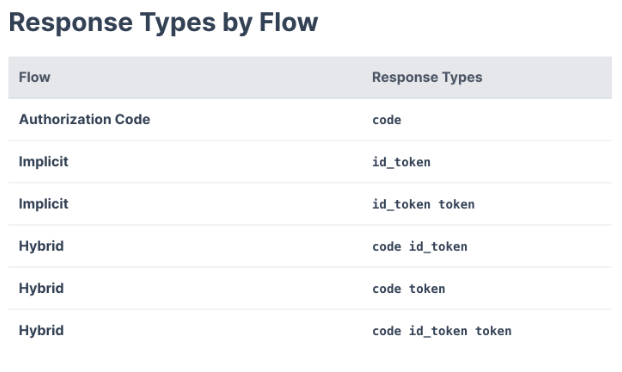 Response Types by Flow
Flow Response Types
Authorization Code code
Implicit id_token
Implicit id_token token
Hybrid code id_token
Hybrid code token
Hybrid code id_token token